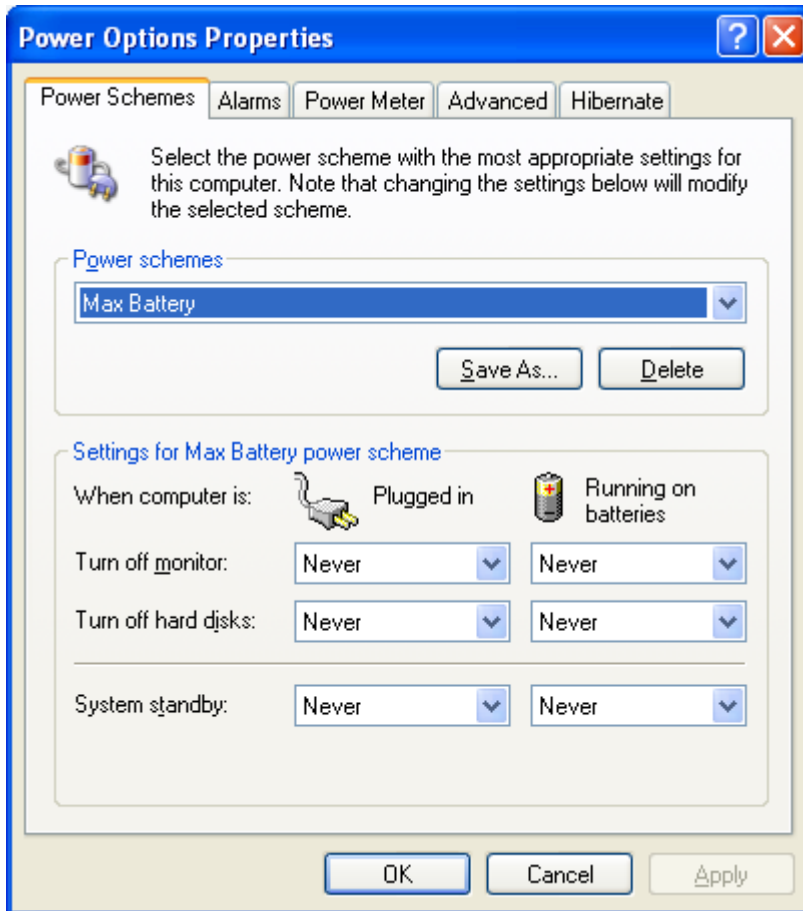 Power Options Properties
Power Schemes Alarms Power Meter Advanced Hibernate
Select the power scheme with the most appropriate settings for
this computer. Note that changing the settings below will modify
the selected scheme.
Power schemes
Max Battery
Save As... Delete
Settings for Max Battery power scheme
When computer is: Plugged in Running on
batteries
Turn off monitor: Never Never
Turn off hard disks: Never Never
System standby: Never Never
OK Cancel Apply